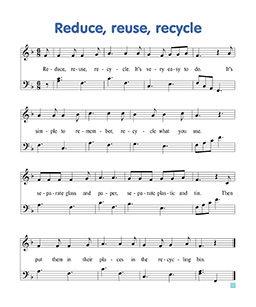 Reduce, reuse, recycle
Re- duce, re-use, re - cy - cle. It's ve-ry ea-sy to do. It's
sim-ple to re-mem-ber, re-cy-cle what you use.
se-pa-rate glass and pa-per, se-pa-rate plas-tic and tin. Then
put them in their pla - ces in the re-cy-cling bin.